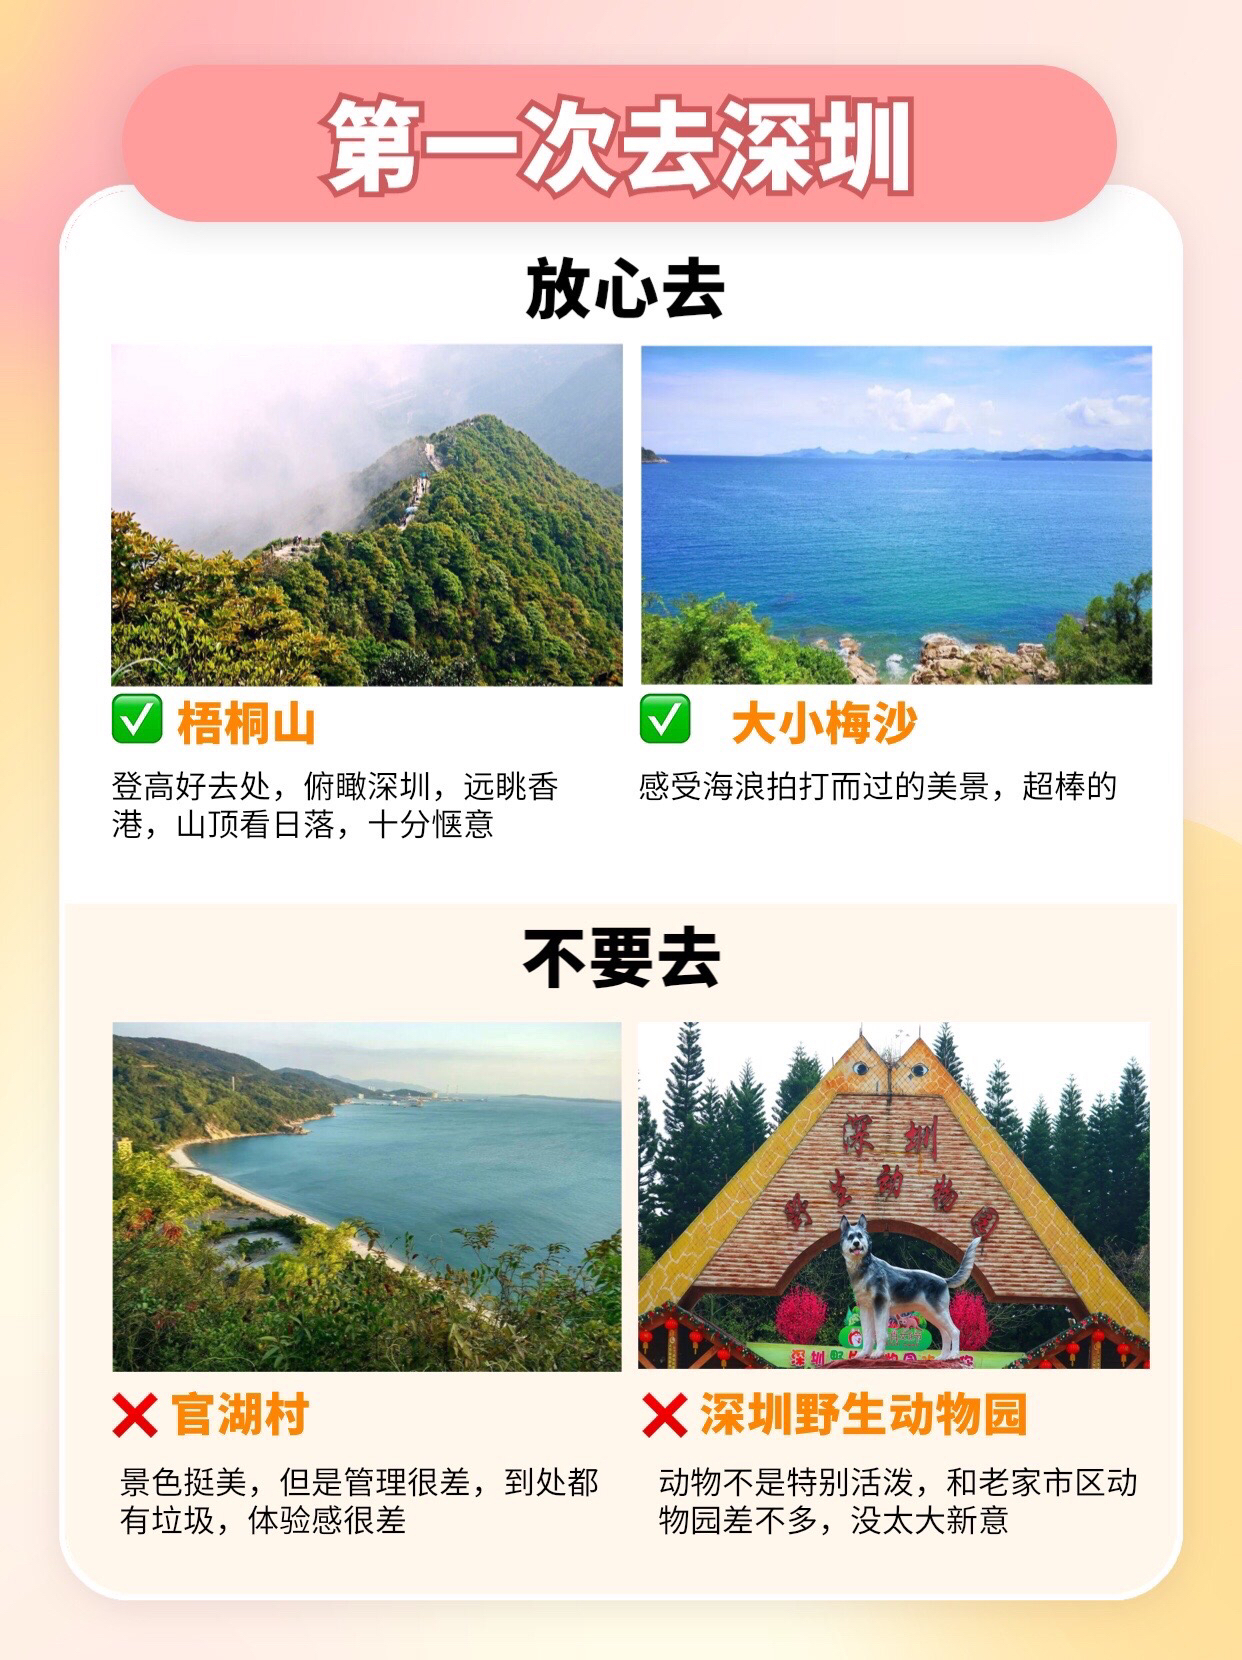 第一次去深圳
放心去
梧桐山
大小梅沙
登高好去处，俯瞰深圳，远眺香
港，山顶看日落，十分惬意
感受海浪拍打而过的美景，超棒的
不要去
深圳
野生动物园
官湖村
深圳野生动物园
景色挺美，但是管理很差，到处都
有垃圾，体验感很差
动物不是特别活泼，和老家市区动
物园差不多，没太大新意